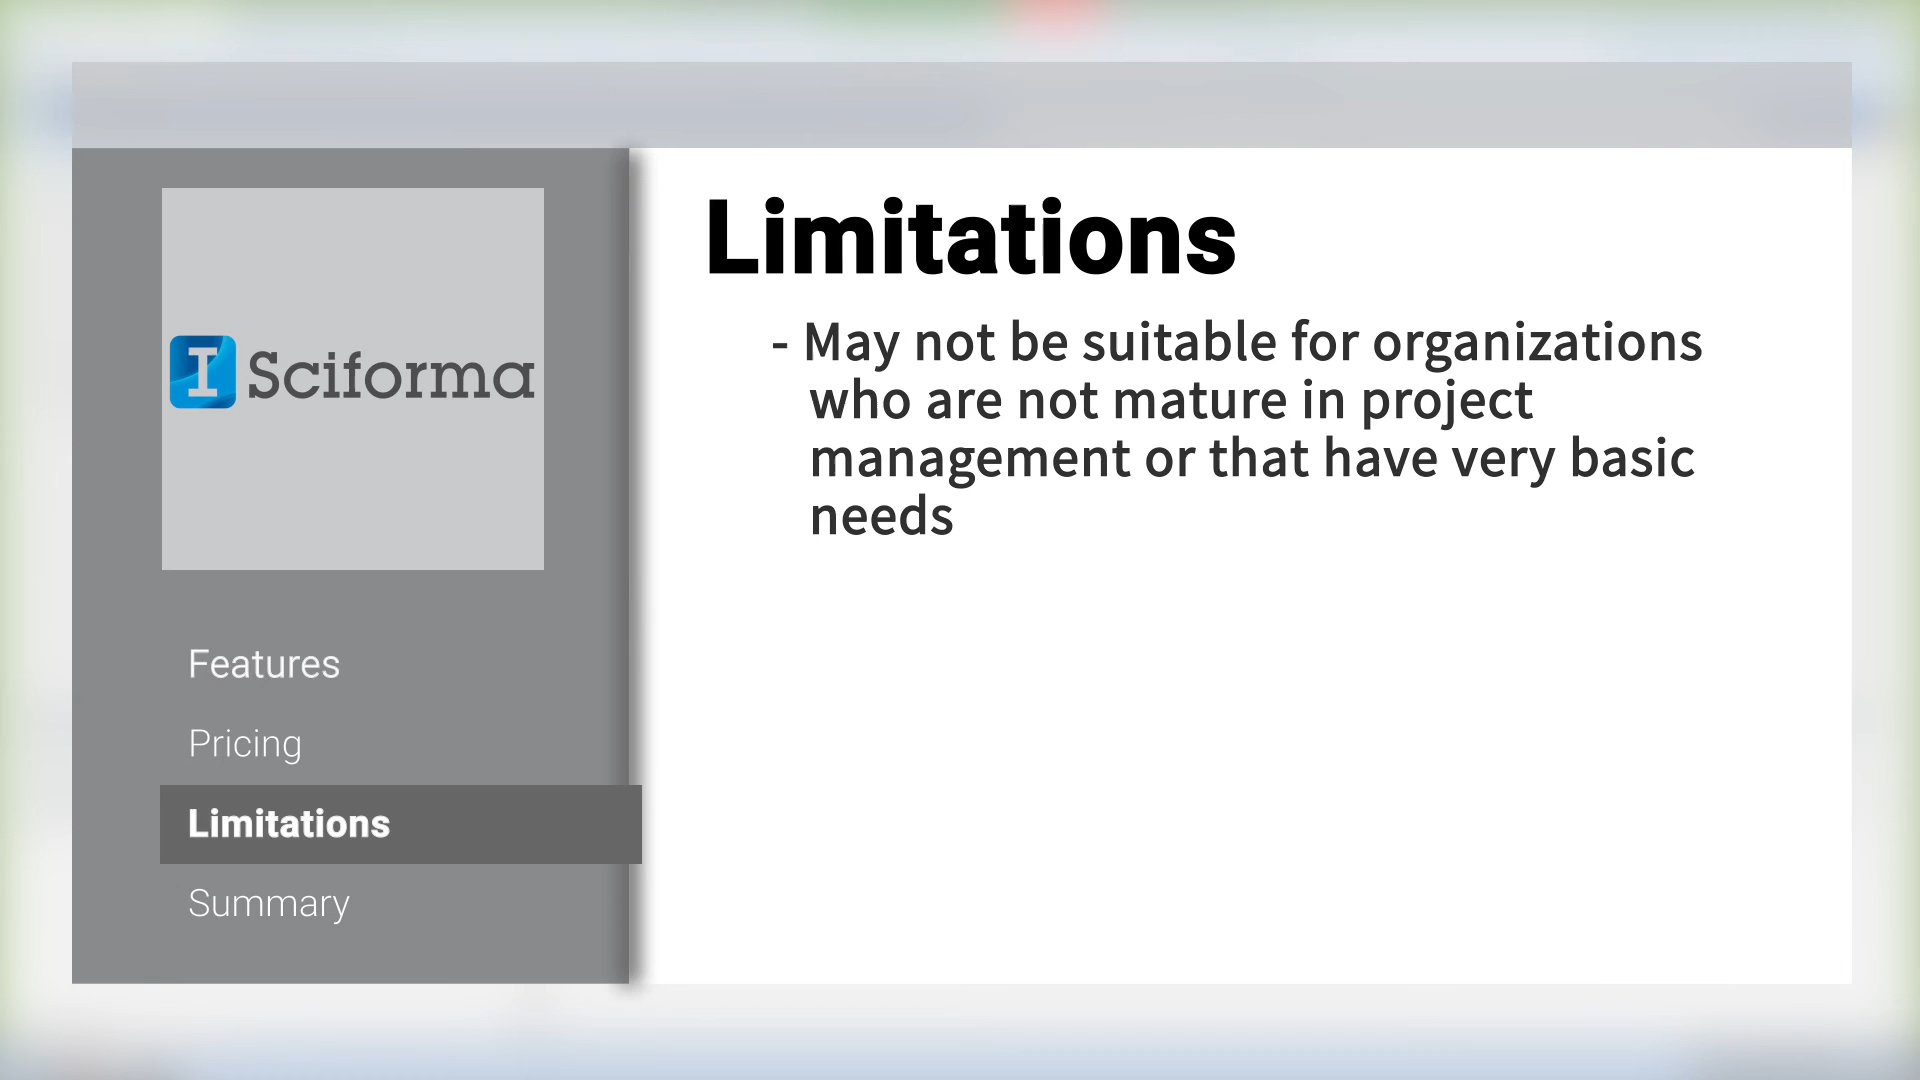 Sciforma
Features
Pricing
Limitations
Summary
Limitations
- May not be suitable for organizations
who are not mature in project
management or that have very basic
needs